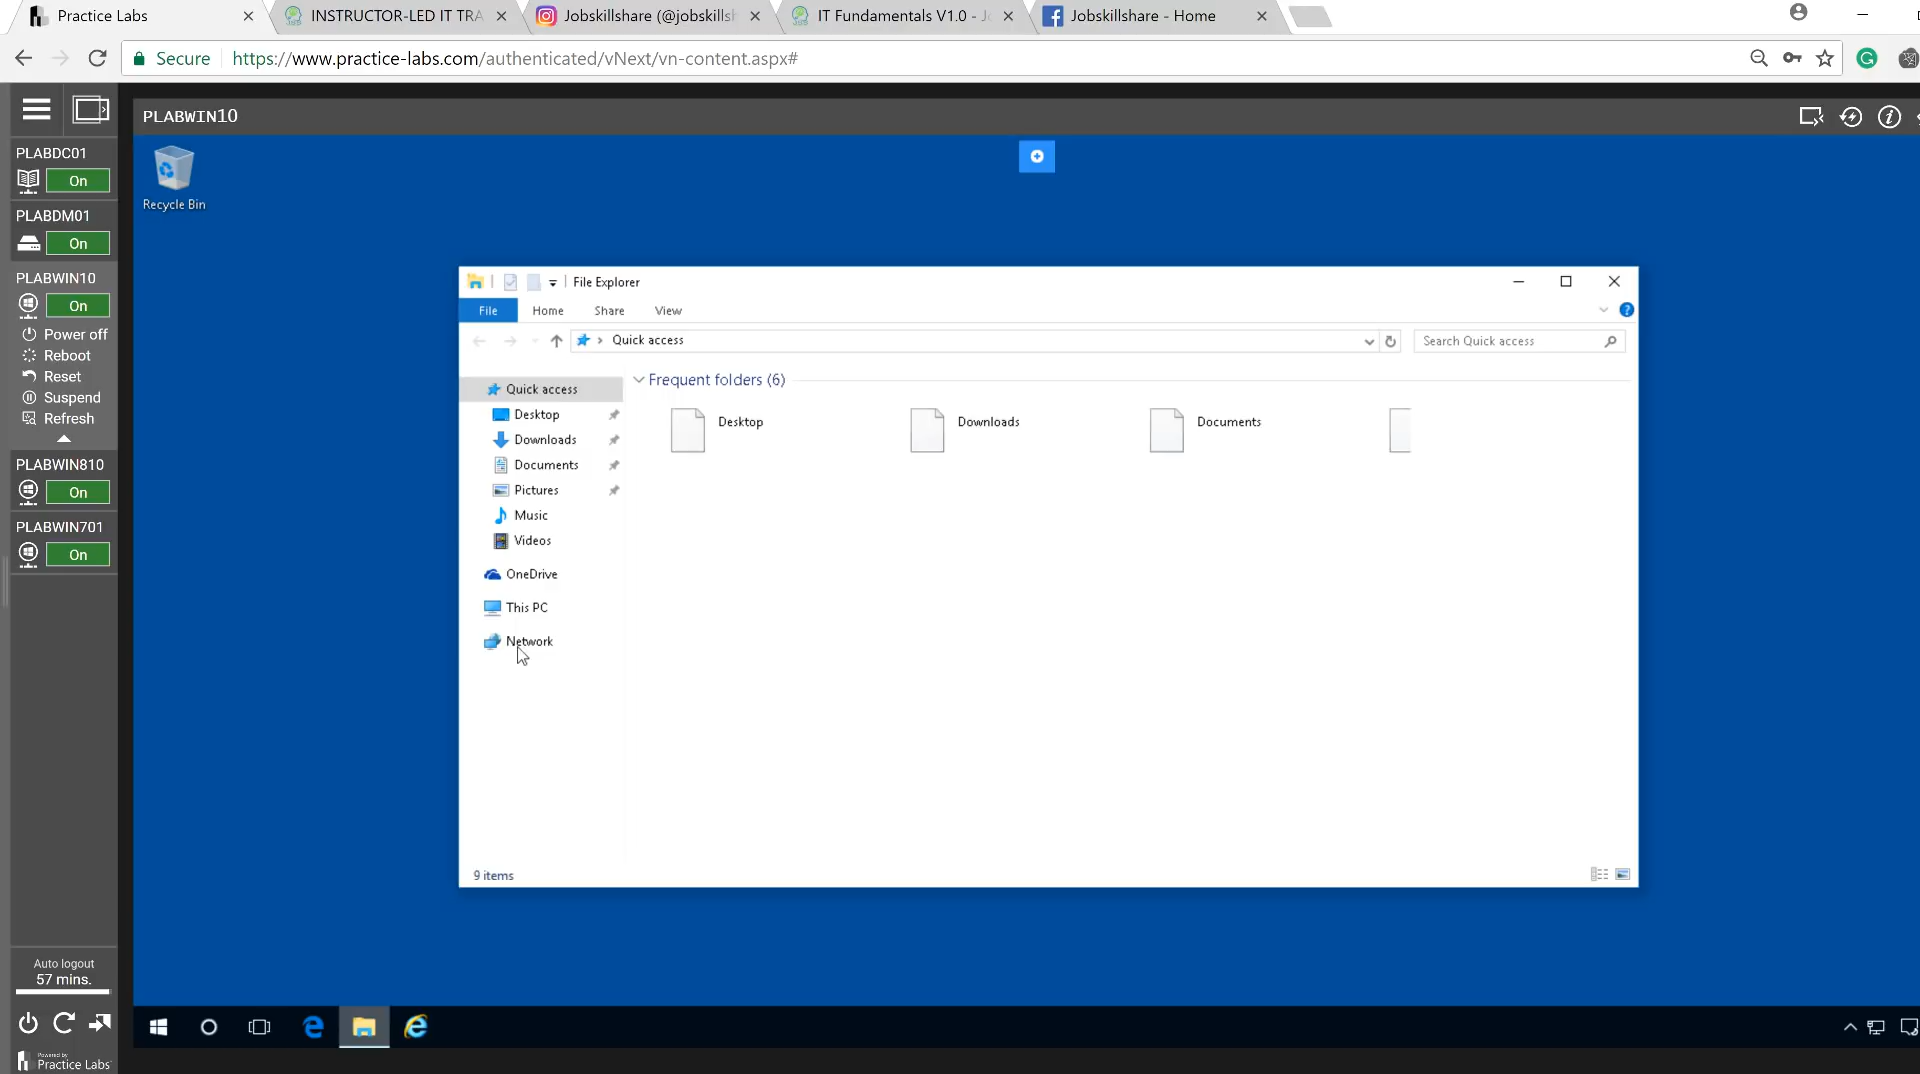 Practice Labs
INSTRUCTOR-LED IT TRA
Jobskillshare (@jobskillsh
IT Fundamentals V1.0 - Jo
Jobskillshare - Home
Secure
https://www.practice-labs.com/authenticated/vNext/vn-content.aspx#
PLABWIN10
PLABDC01
On
PLABDM01
On
PLABWIN10
On
Power off
Reboot
Reset
Suspend
Refresh
PLABWIN810
On
PLABWIN701
On
Auto logout
57 mins.
Powered by
Practice Labs
Recycle Bin
File Explorer
File
Home
Share
View
Quick access
Search Quick access
Quick access
Desktop
Downloads
Documents
Pictures
Music
Videos
OneDrive
This PC
Network
Frequent folders (6)
Desktop
Downloads
Documents
9 items